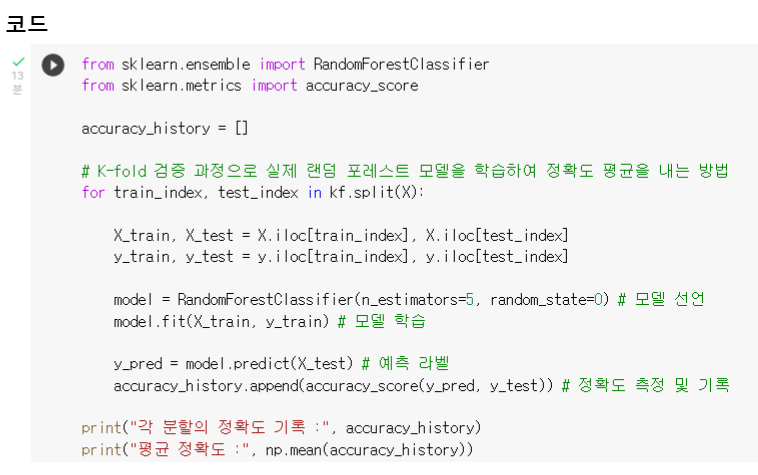 코드
13
분
from sklearn.ensemble import RandomForestClassifier
from sklearn.metrics import accuracy_score
accuracy_history = []
# K-fold 검증 과정으로 실제 랜덤 포레스트 모델을 학습하여 정확도 평균을 내는 방법
for train_index, test_index in kf.split(X):
X_train, X_test = X.iloc[train_index], X.iloc[test_index]
y_train, y_test = y.iloc[train_index], y.iloc[test_index]
model = RandomForestClassifier(n_estimators=5, random_state=0) # 모델 선언
model.fit(X_train, y_train) # 모델 학습
y_pred = model.predict(X_test) # 예측 라벨
accuracy_history.append(accuracy_score(y_pred, y_test)) # 정확도 측정 및 기록
print("각 분할의 정확도 기록 :", accuracy_history)
print("평균 정확도 :", np.mean(accuracy_history))